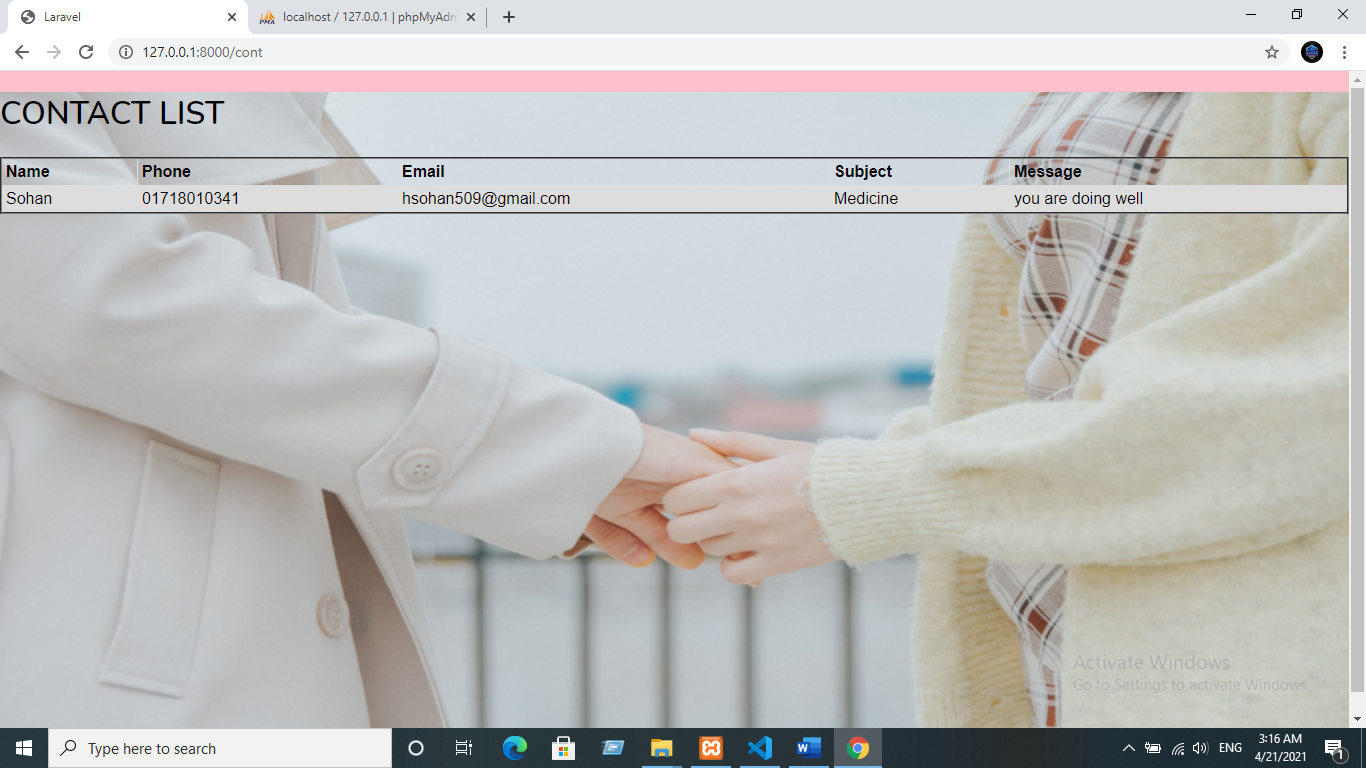 Laravel
localhost / 127.0.0.1 | phpMyAdm
127.0.0.1:8000/cont
CONTACT LIST
Name Phone Email Subject Message
Sohan 01718010341 hsohan509@gmail.com Medicine you are doing well
Activate Windows
Go to Settings to activate Windows.
Type here to search
ENG
3:16 AM
4/21/2021
1